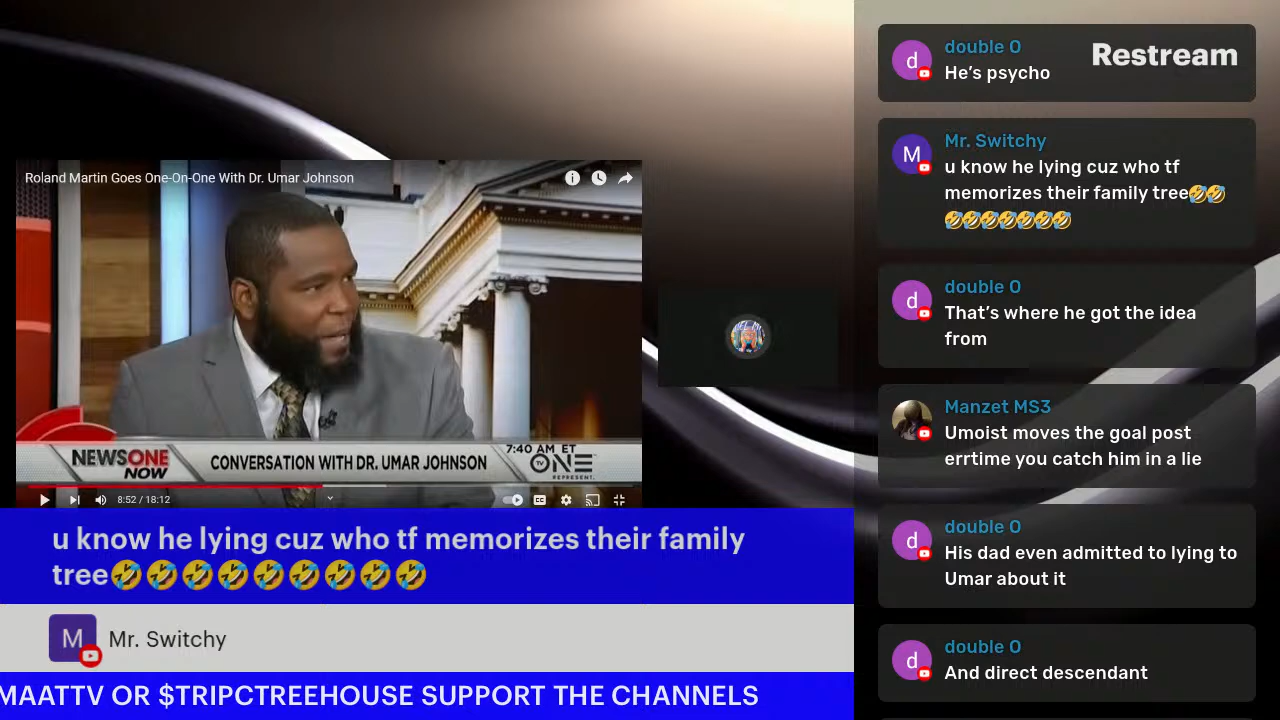 Roland Martin Goes One-On-One With Dr. Umar Johnson
NEWSONE
NOW
CONVERSATION WITH DR. UMAR JOHNSON
7:40 AM ET
TV ONE
REPRESENT.
8:52 / 18:12
CC
u know he lying cuz who tf memorizes their family
tree🤣🤣🤣🤣🤣🤣🤣🤣🤣
M
Mr. Switchy
MAATTV OR $TRIPCTREEHOUSE SUPPORT THE CHANNELS
Restream
d
double O
He’s psycho
M
Mr. Switchy
u know he lying cuz who tf
memorizes their family tree🤣🤣
🤣🤣🤣🤣🤣🤣🤣
d
double O
That’s where he got the idea
from
Manzet MS3
Umoist moves the goal post
errtime you catch him in a lie
d
double O
His dad even admitted to lying to
Umar about it
d
double O
And direct descendant